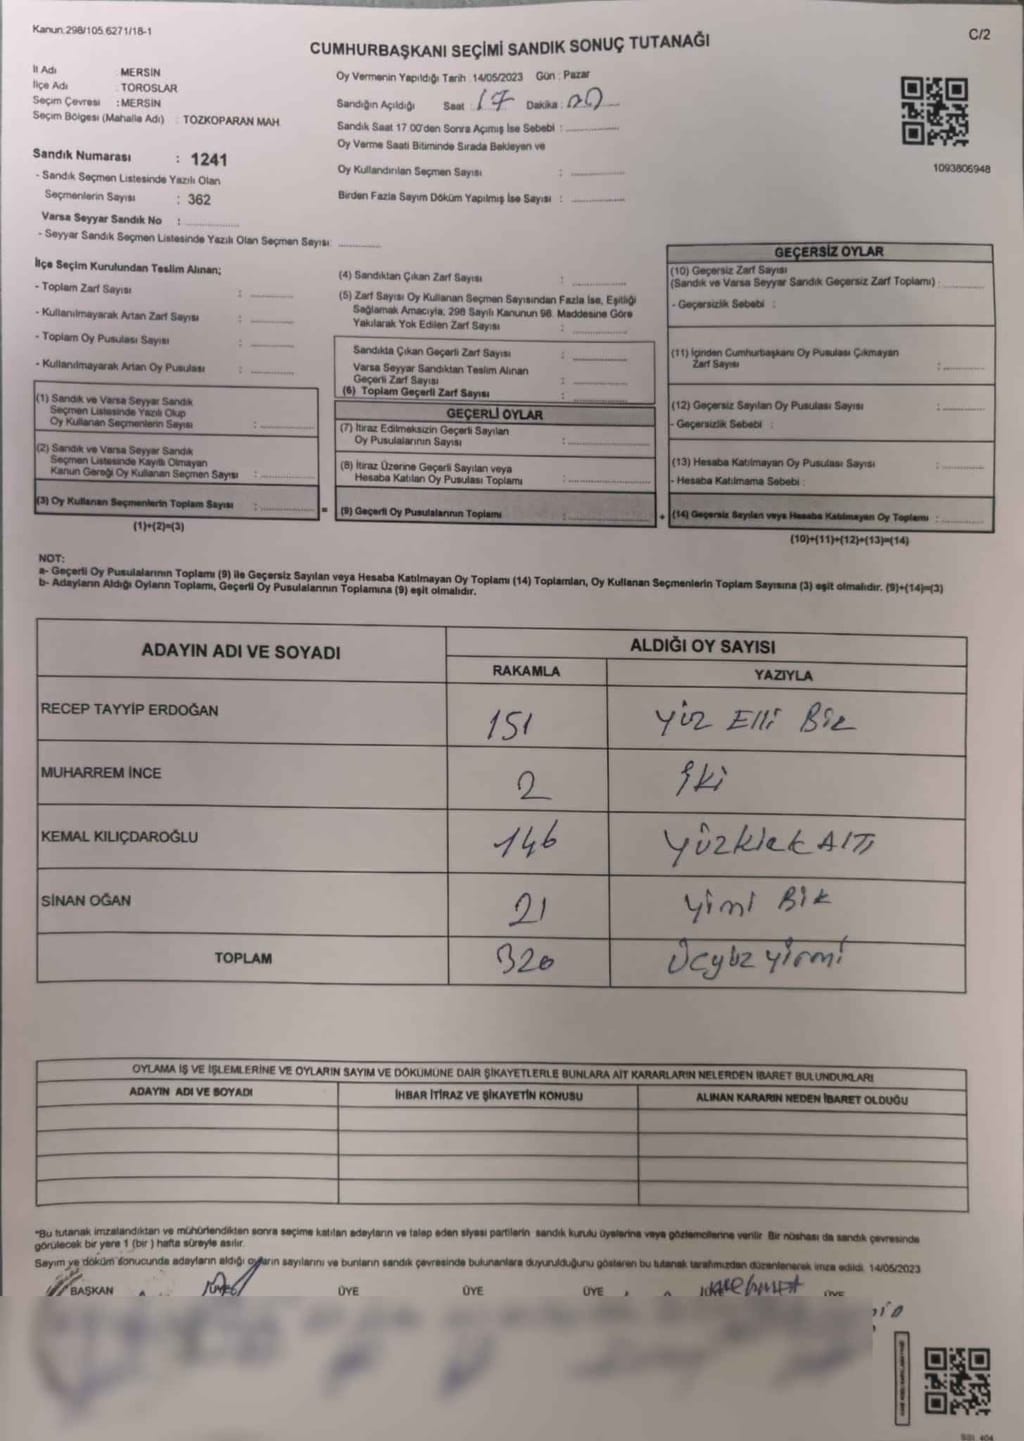 Kanun:298/105.6271/18-1
C/2
CUMHURBAŞKANI SEÇİMİ SANDIK SONUÇ TUTANAĞI
İl Adı : MERSİN
İlçe Adı : TOROSLAR
Seçim Çevresi : MERSİN
Seçim Bölgesi (Mahalle Adı) : TOZKOPARAN MAH.
Sandık Numarası : 1241
- Sandık Seçmen Listesinde Yazılı Olan
Seçmenlerin Sayısı : 362
Varsa Seyyar Sandık No :
- Seyyar Sandık Seçmen Listesinde Yazılı Olan Seçmen Sayısı:
Oy Vermenin Yapıldığı Tarih : 14/05/2023 Gün : Pazar
Sandığın Açıldığı Saat : 17 Dakika : 00
Sandık Saat 17.00'den Sonra Açımış İse Sebebi :
Oy Verme Saati Bitiminde Sırada Bekleyen ve
Oy Kullandırılan Seçmen Sayısı :
Birden Fazla Sayım Döküm Yapılmış İse Sayısı :
1093806948
İlçe Seçim Kurulundan Teslim Alınan;
- Toplam Zarf Sayısı :
- Kullanılmayarak Artan Zarf Sayısı :
- Toplam Oy Pusulası Sayısı :
- Kullanılmayarak Artan Oy Pusulası :
(1) Sandık ve Varsa Seyyar Sandık
Seçmen Listesinde Yazılı Olup
Oy Kullanan Seçmenlerin Sayısı :
(2) Sandık ve Varsa Seyyar Sandık
Seçmen Listesinde Kayıtlı Olmayan
Kanun Gereği Oy Kullanan Seçmen Sayısı :
(3) Oy Kullanan Seçmenlerin Toplam Sayısı :
(1)+(2)=(3)
(4) Sandıktan Çıkan Zarf Sayısı :
(5) Zarf Sayısı Oy Kullanan Seçmen Sayısından Fazla İse, Eşitliği
Sağlamak Amacıyla, 298 Sayılı Kanunun 98. Maddesine Göre
Yakılarak Yok Edilen Zarf Sayısı :
Sandıkta Çıkan Geçerli Zarf Sayısı :
Varsa Seyyar Sandıktan Teslim Alınan
Geçerli Zarf Sayısı :
(6) Toplam Geçerli Zarf Sayısı :
GEÇERLİ OYLAR
(7) İtiraz Edilmeksizin Geçerli Sayılan
Oy Pusulalarının Sayısı :
(8) İtiraz Üzerine Geçerli Sayılan veya
Hesaba Katılan Oy Pusulası Toplamı :
= (9) Geçerli Oy Pusulalarının Toplamı :
GEÇERSİZ OYLAR
(10) Geçersiz Zarf Sayısı
(Sandık ve Varsa Seyyar Sandık Geçersiz Zarf Toplamı) :
- Geçersizlik Sebebi :
(11) İçinden Cumhurbaşkanı Oy Pusulası Çıkmayan
Zarf Sayısı :
(12) Geçersiz Sayılan Oy Pusulası Sayısı :
- Geçersizlik Sebebi :
(13) Hesaba Katılmayan Oy Pusulası Sayısı :
- Hesaba Katılmama Sebebi :
+ (14) Geçersiz Sayılan veya Hesaba Katılmayan Oy Toplamı :
(10)+(11)+(12)+(13)=(14)
NOT:
a- Geçerli Oy Pusulalarının Toplamı (9) ile Geçersiz Sayılan veya Hesaba Katılmayan Oy Toplamı (14) Toplamları, Oy Kullanan Seçmenlerin Toplam Sayısına (3) eşit olmalıdır. (9)+(14)=(3)
b- Adayların Aldığı Oyların Toplamı, Geçerli Oy Pusulalarının Toplamına (9) eşit olmalıdır.
ADAYIN ADI VE SOYADI ALDIĞI OY SAYISI
RAKAMLA YAZIYLA
RECEP TAYYİP ERDOĞAN 151 Yüz Elli Bir
MUHARREM İNCE 2 İki
KEMAL KILIÇDAROĞLU 146 YüzKırk ALTI
SİNAN OĞAN 21 Yimi Bir
TOPLAM 320 Üçyüz yirmi
OYLAMA İŞ VE İŞLEMLERİNE VE OYLARIN SAYIM VE DÖKÜMÜNE DAİR ŞİKAYETLERLE BUNLARA AİT KARARLARIN NELERDEN İBARET BULUNDUKLARI
ADAYIN ADI VE SOYADI İHBAR İTİRAZ VE ŞİKAYETİN KONUSU ALINAN KARARIN NEDEN İBARET OLDUĞU
*Bu tutanak imzalandıktan ve mühürlendikten sonra seçime katılan adayların ve talep eden siyasi partilerin sandık kurulu üyelerine veya gözlemcilerine verilir. Bir nüshası da sandık çevresinde
görülecek bir yere 1 (bir ) hafta süreyle asılır.
Sayım ve döküm sonucunda adayların aldığı oyların sayılarını ve bunların sandık çevresinde bulunanlara duyurulduğunu gösteren bu tutanak tarafımızdan düzenlenerek imza edildi. 14/05/2023
BAŞKAN ÜYE ÜYE ÜYE ÜYE